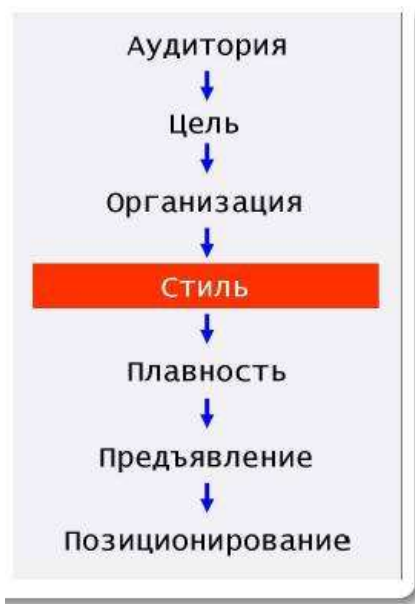 Аудитория
Цель
Организация
Стиль
Плавность
Предъявление
Позиционирование